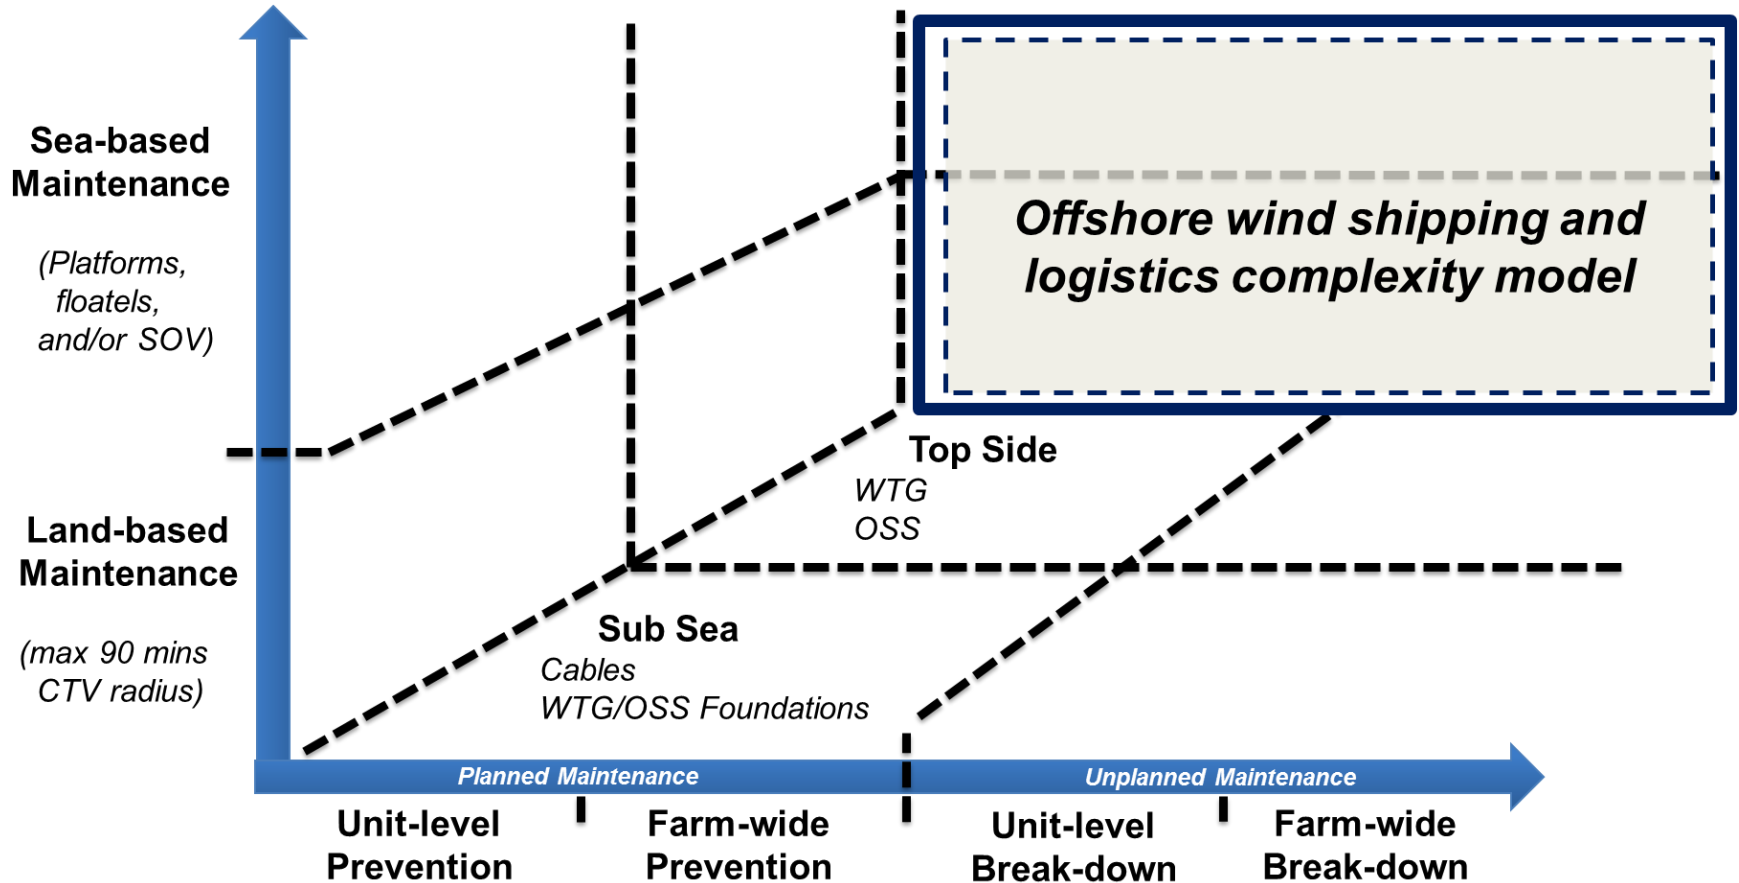 Sea-based
Maintenance
(Platforms,
floatels,
and/or SOV)
Land-based
Maintenance
(max 90 mins
CTV radius)
Offshore wind shipping and
logistics complexity model
Top Side
WTG
OSS
Sub Sea
Cables
WTG/OSS Foundations
Planned Maintenance
Unplanned Maintenance
Unit-level
Prevention
Farm-wide
Prevention
Unit-level
Break-down
Farm-wide
Break-down